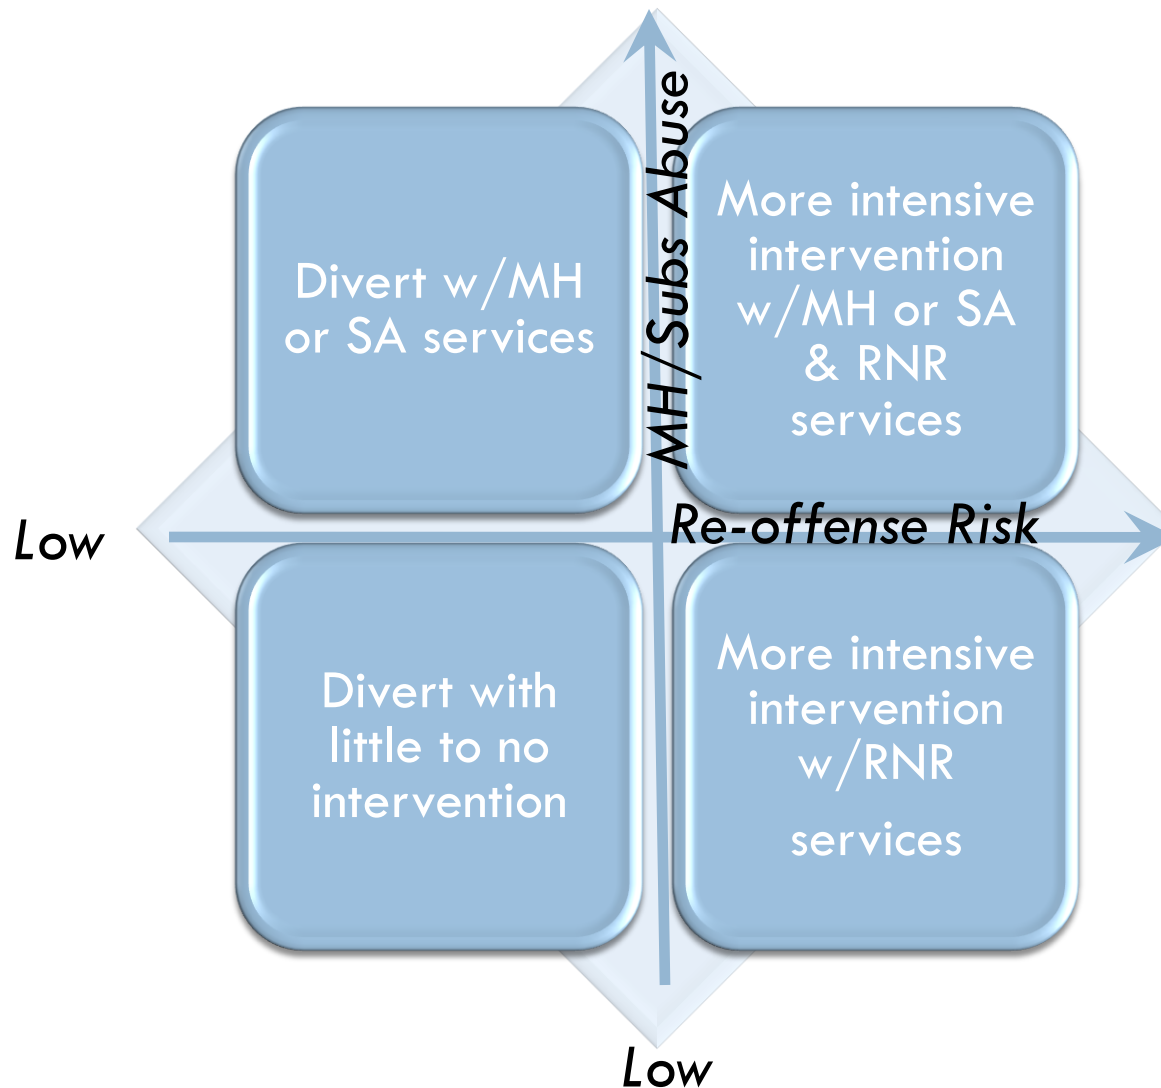 MH/Subs Abuse
Divert w/MH
or SA services
More intensive
intervention
w/MH or SA
& RNR
services
Low
Re-offense Risk
Divert with
little to no
intervention
More intensive
intervention
w/RNR
services
Low